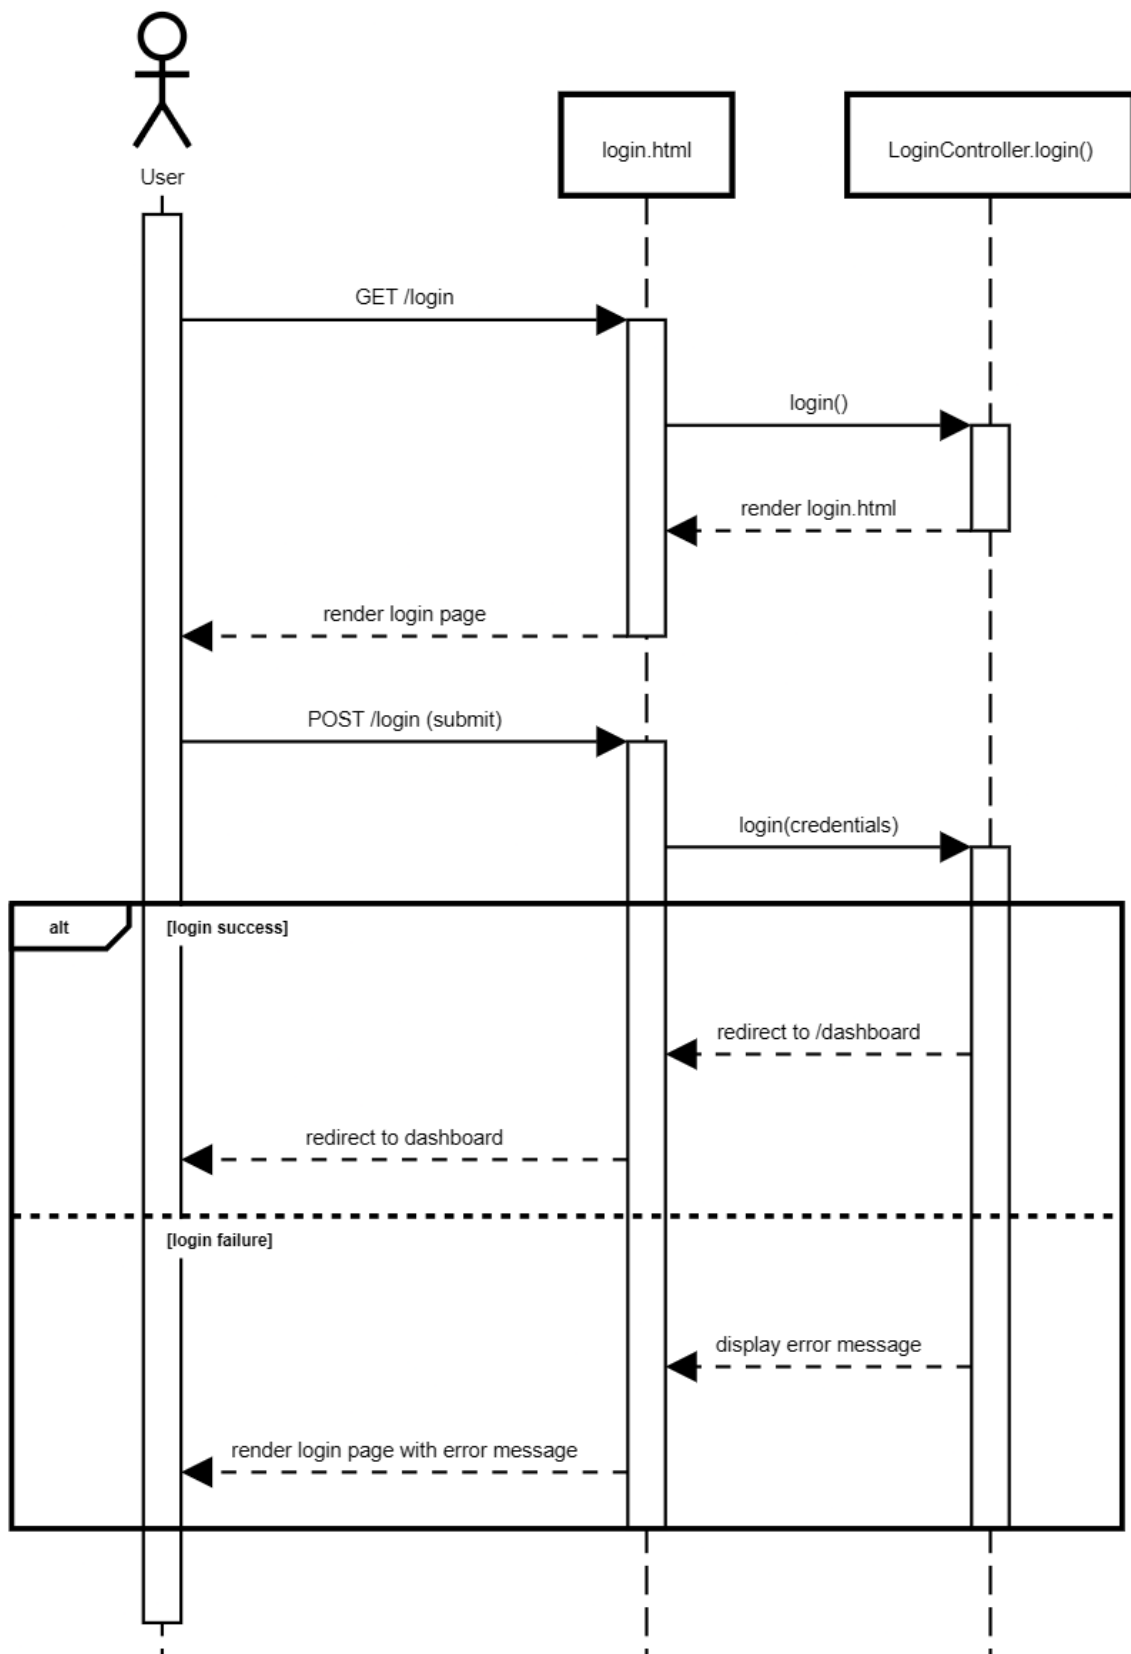 User
login.html
LoginController.login()
GET /login
login()
render login.html
render login page
POST /login (submit)
login(credentials)
alt
[login success]
redirect to /dashboard
redirect to dashboard
[login failure]
display error message
render login page with error message